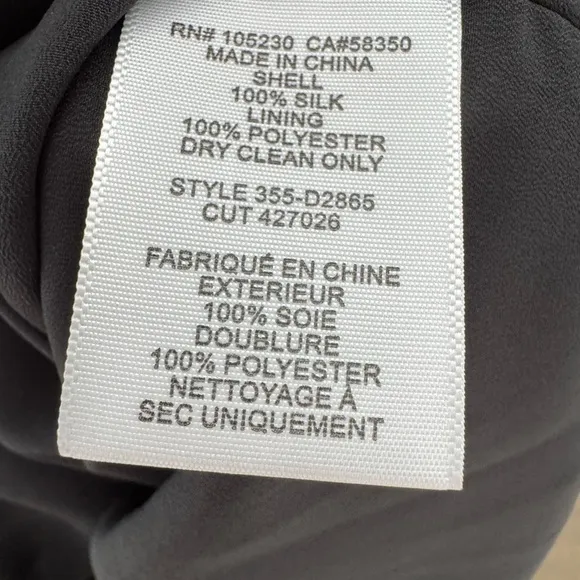 RN# 105230 CA#58350
MADE IN CHINA
SHELL
100% SILK
LINING
100% POLYESTER
DRY CLEAN ONLY
STYLE 355-D2865
CUT 427026
FABRIQUÉ EN CHINE
EXTERIEUR
100% SOIE
DOUBLURE
100% POLYESTER
NETTOYAGE À
SEC UNIQUEMENT